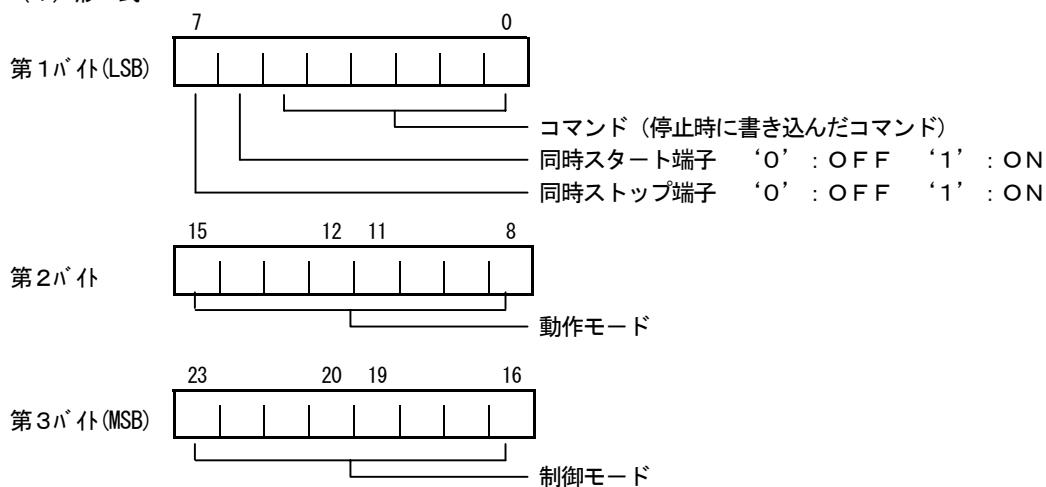 7 0
第1バイト(LSB)
コマンド（停止時に書き込んだコマンド）
同時スタート端子 ‘0’：ＯＦＦ ‘1’：ＯＮ
同時ストップ端子 ‘0’：ＯＦＦ ‘1’：ＯＮ
15 12 11 8
第2バイト
動作モード
23 20 19 16
第3バイト(MSB)
制御モード